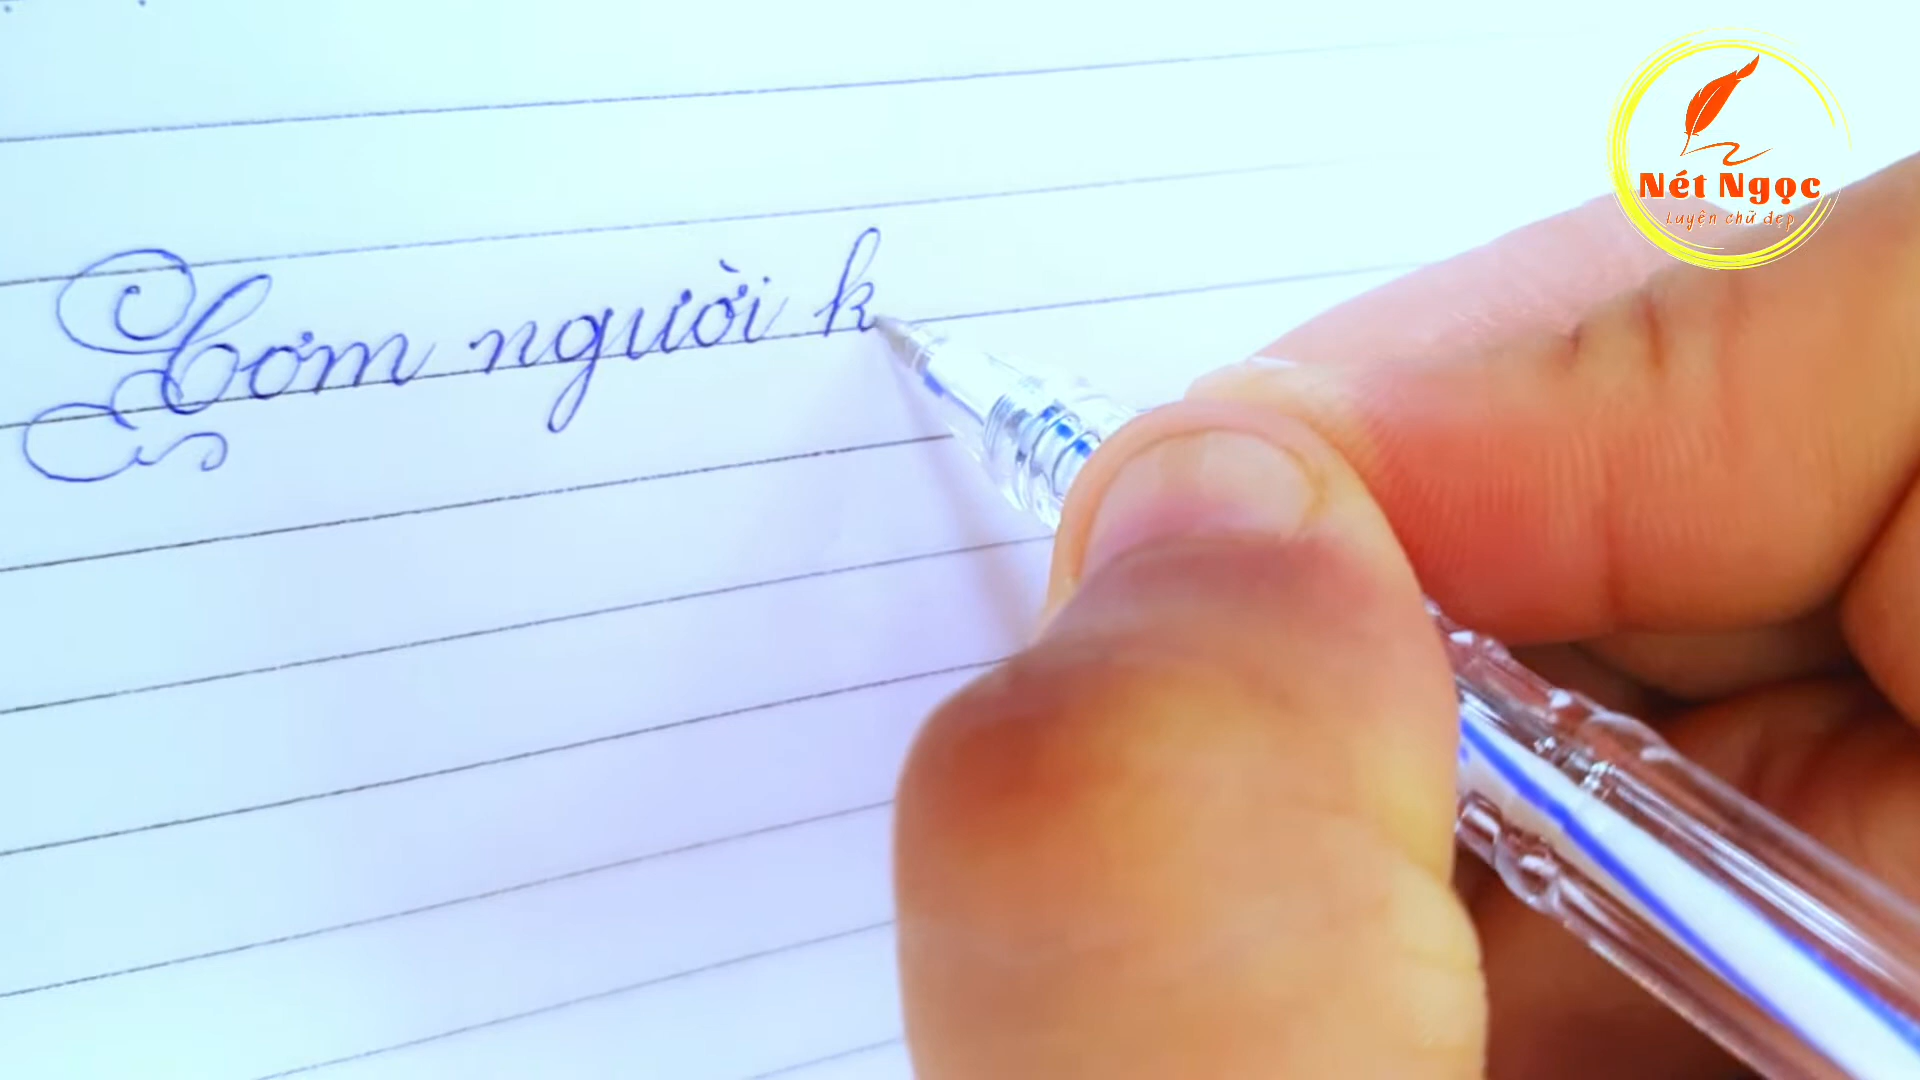 Nét Ngọc
Luyện chữ đẹp
Cơm người k